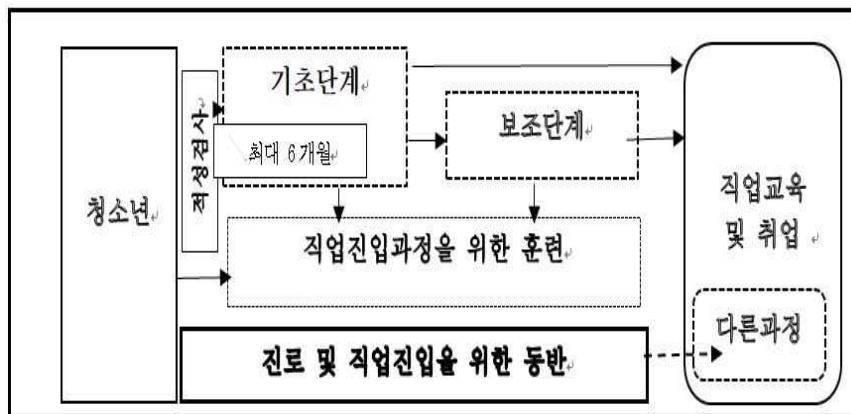 청소년
적성검사
기초단계
최대 6개월
보조단계
직업진입과정을 위한 훈련
진로 및 직업진입을 위한 동반
직업교육
및 취업
다른과정